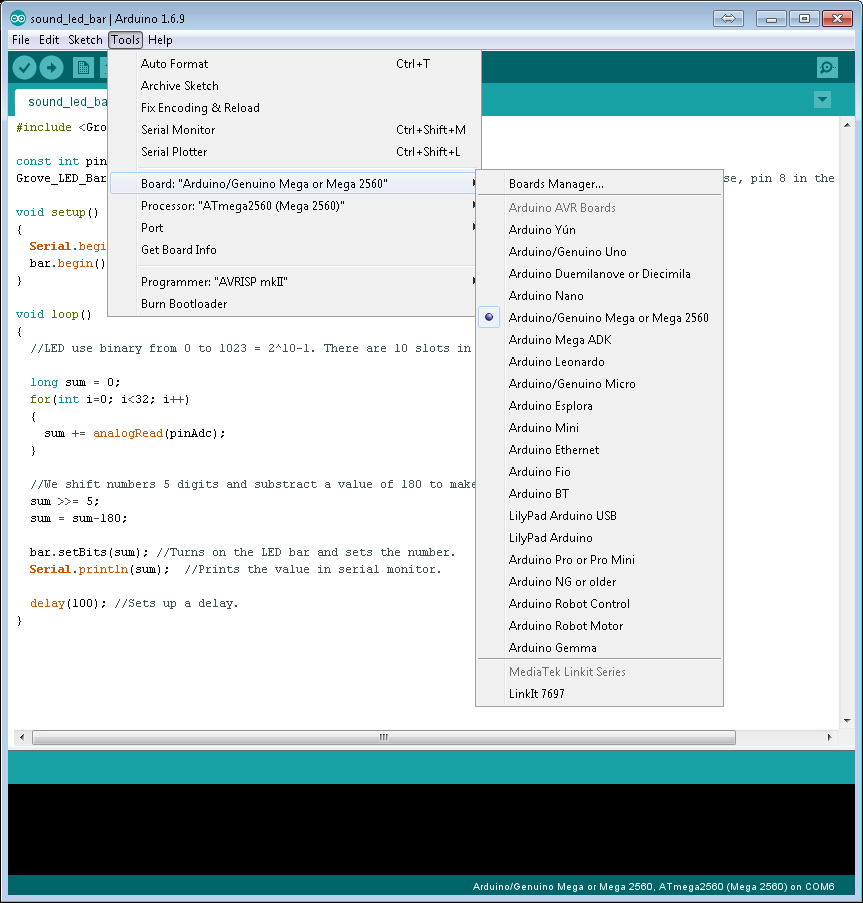 sound_led_bar | Arduino 1.6.9
File Edit Sketch Tools Help
sound_led_ba
Auto Format Ctrl+T
Archive Sketch
Fix Encoding & Reload
Serial Monitor Ctrl+Shift+M
Serial Plotter Ctrl+Shift+L
Board: "Arduino/Genuino Mega or Mega 2560"
Processor: "ATmega2560 (Mega 2560)"
Port
Get Board Info
Programmer: "AVRISP mkII"
Burn Bootloader
Boards Manager...
Arduino AVR Boards
Arduino Yún
Arduino/Genuino Uno
Arduino Duemilanove or Diecimila
Arduino Nano
Arduino/Genuino Mega or Mega 2560
Arduino Mega ADK
Arduino Leonardo
Arduino/Genuino Micro
Arduino Esplora
Arduino Mini
Arduino Ethernet
Arduino Fio
Arduino BT
LilyPad Arduino USB
LilyPad Arduino
Arduino Pro or Pro Mini
Arduino NG or older
Arduino Robot Control
Arduino Robot Motor
Arduino Gemma
MediaTek Linkit Series
LinkIt 7697
#include <Gro
const int pin
Grove_LED_Bar se, pin 8 in the
void setup()
{
Serial.begi
bar.begin()
}
void loop()
{
//LED use binary from 0 to 1023 = 2^10-1. There are 10 slots in
long sum = 0;
for(int i=0; i<32; i++)
{
sum += analogRead(pinAdc);
}
//We shift numbers 5 digits and substract a value of 180 to make
sum >>= 5;
sum = sum-180;
bar.setBits(sum); //Turns on the LED bar and sets the number.
Serial.println(sum); //Prints the value in serial monitor.
delay(100); //Sets up a delay.
}
Arduino/Genuino Mega or Mega 2560, ATmega2560 (Mega 2560) on COM6